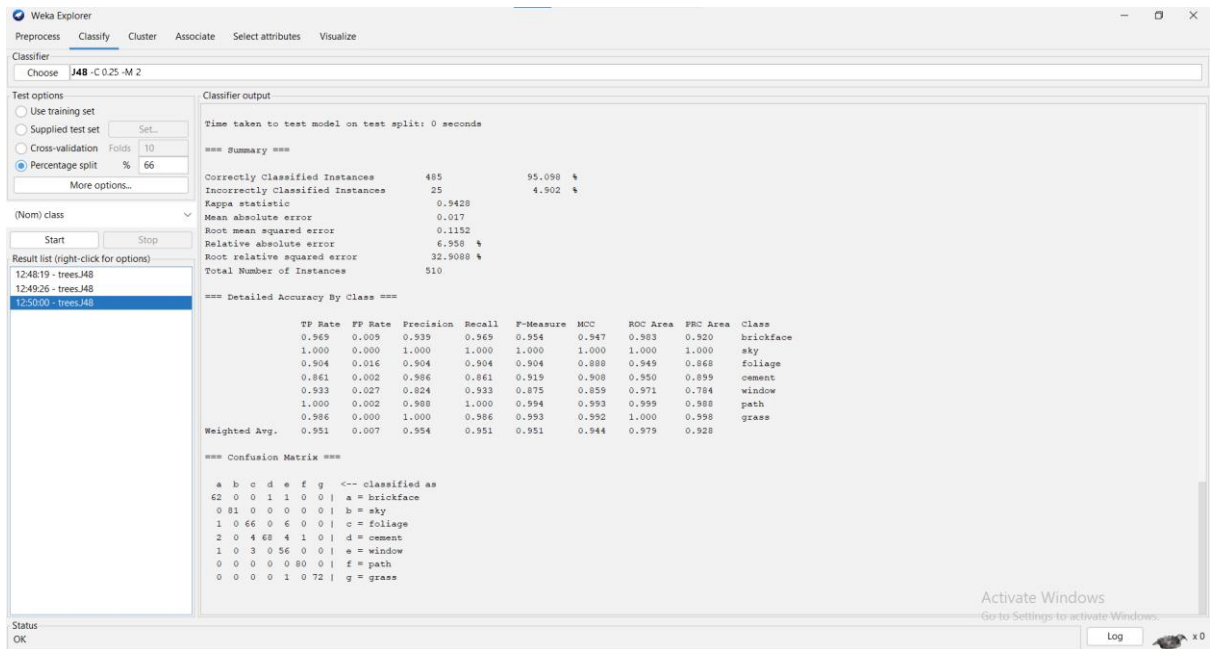 Weka Explorer
Preprocess Classify Cluster Associate Select attributes Visualize
Classifier
Choose J48 -C 0.25 -M 2
Test options
Use training set
Supplied test set Set...
Cross-validation Folds 10
Percentage split % 66
More options...
(Nom) class
Start Stop
Result list (right-click for options)
12:48:19 - trees.J48
12:49:26 - trees.J48
12:50:00 - trees.J48
Classifier output
Time taken to test model on test split: 0 seconds
=== Summary ===
Correctly Classified Instances 485 95.098 %
Incorrectly Classified Instances 25 4.902 %
Kappa statistic 0.9428
Mean absolute error 0.017
Root mean squared error 0.1152
Relative absolute error 6.958 %
Root relative squared error 32.9088 %
Total Number of Instances 510
=== Detailed Accuracy By Class ===
TP Rate FP Rate Precision Recall F-Measure MCC ROC Area PRC Area Class
0.969 0.009 0.939 0.969 0.954 0.947 0.983 0.920 brickface
1.000 0.000 1.000 1.000 1.000 1.000 1.000 1.000 sky
0.904 0.016 0.904 0.904 0.904 0.888 0.949 0.868 foliage
0.861 0.002 0.986 0.861 0.919 0.908 0.950 0.899 cement
0.933 0.027 0.824 0.933 0.875 0.859 0.971 0.784 window
1.000 0.002 0.988 1.000 0.994 0.993 0.999 0.988 path
0.986 0.000 1.000 0.986 0.993 0.992 1.000 0.998 grass
Weighted Avg. 0.951 0.007 0.954 0.951 0.951 0.944 0.979 0.928
=== Confusion Matrix ===
a b c d e f g <-- classified as
62 0 0 1 1 0 0 | a = brickface
0 81 0 0 0 0 0 | b = sky
1 0 66 0 6 0 0 | c = foliage
2 0 4 68 4 1 0 | d = cement
1 0 3 0 56 0 0 | e = window
0 0 0 0 0 80 0 | f = path
0 0 0 0 1 0 72 | g = grass
Activate Windows
Go to Settings to activate Windows.
Status
OK
Log x 0